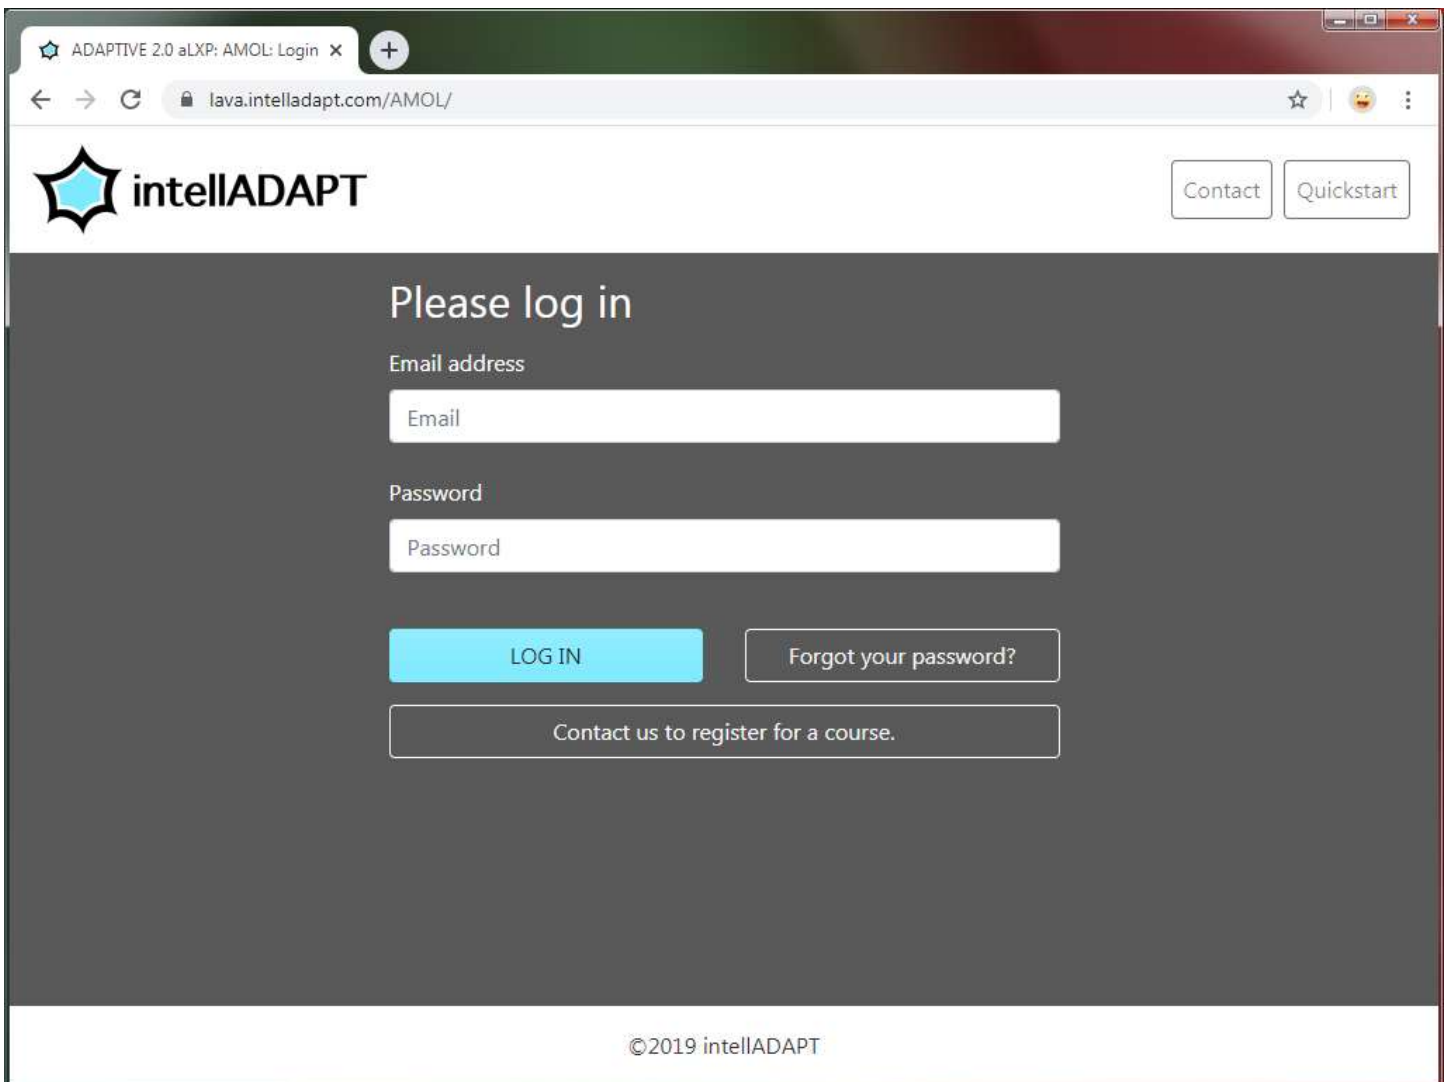 ADAPTIVE 2.0 aLXP: AMOL: Login
lava.intelladapt.com/AMOL/
intellADAPT
Contact
Quickstart
Please log in
Email address
Email
Password
Password
LOG IN
Forgot your password?
Contact us to register for a course.
©2019 intellADAPT